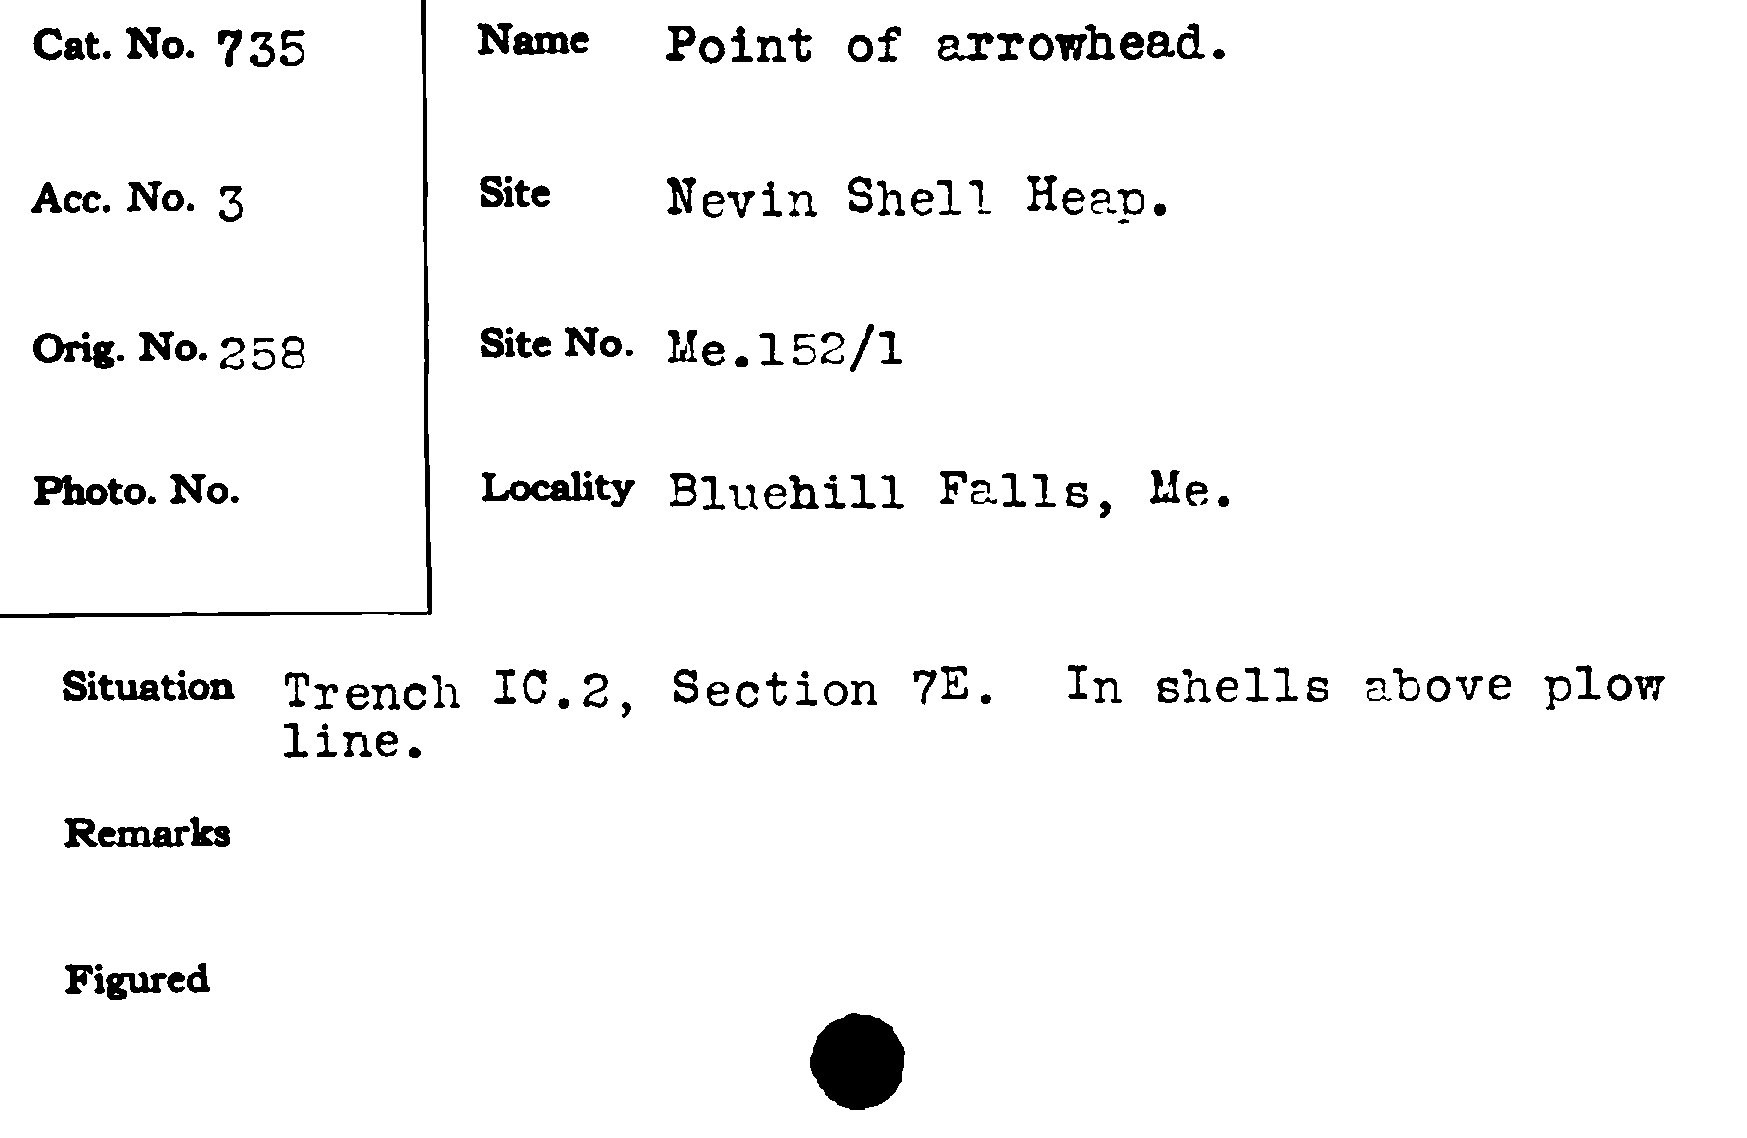 Cat. No. 735
Name Point of arrowhead.
Acc. No. 3
Site Nevin Shell Heap.
Orig. No. 258
Site No. Me.152/1
Photo. No.
Locality Bluehill Falls, Me.
Situation Trench IC.2, Section 7E. In shells above plow
line.
Remarks
Figured